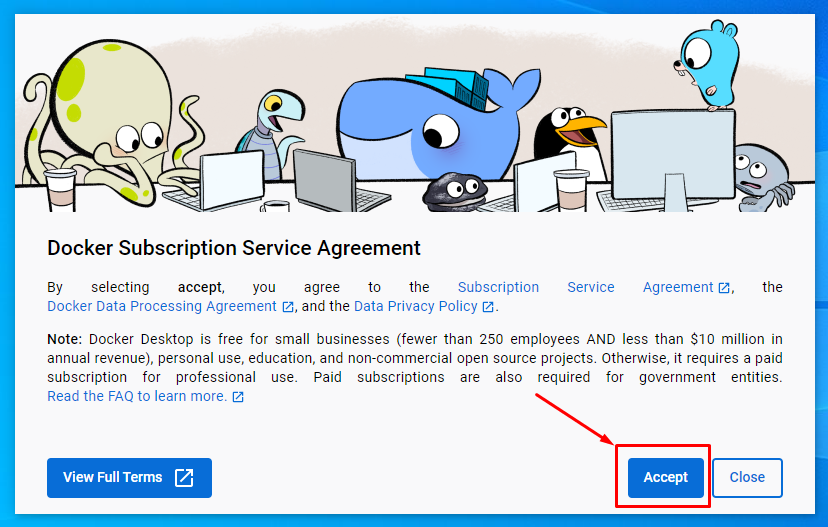 Docker Subscription Service Agreement
By selecting accept, you agree to the Subscription Service Agreement, the
Docker Data Processing Agreement, and the Data Privacy Policy.
Note: Docker Desktop is free for small businesses (fewer than 250 employees AND less than $10 million in
annual revenue), personal use, education, and non-commercial open source projects. Otherwise, it requires a paid
subscription for professional use. Paid subscriptions are also required for government entities.
Read the FAQ to learn more.
View Full Terms Accept Close